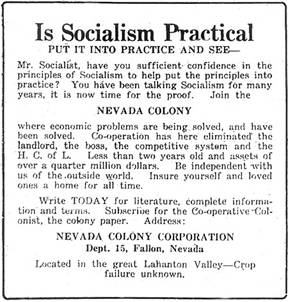 Is Socialism Practical
PUT IT INTO PRACTICE AND SEE—
Mr. Socialist, have you sufficient confidence in the
principles of Socialism to help put the principles into
practice? You have been talking Socialism for many
years, it is now time for the proof. Join the
NEVADA COLONY
where economic problems are being solved, and have
been solved. Co-operation has here eliminated the
landlord, the boss, the competitive system and the
H. C. of L. Less than two years old and assets of
over a quarter million dollars. Be independent with
us of the outside world. Insure yourself and loved
ones a home for all time.
Write TODAY for literature, complete informa-
tion and terms. Subscribe for the Co-operative Col-
onist, the colony paper. Address:
NEVADA COLONY CORPORATION
Dept. 15, Fallon, Nevada
Located in the great Lahanton Valley—Crop
failure unknown.